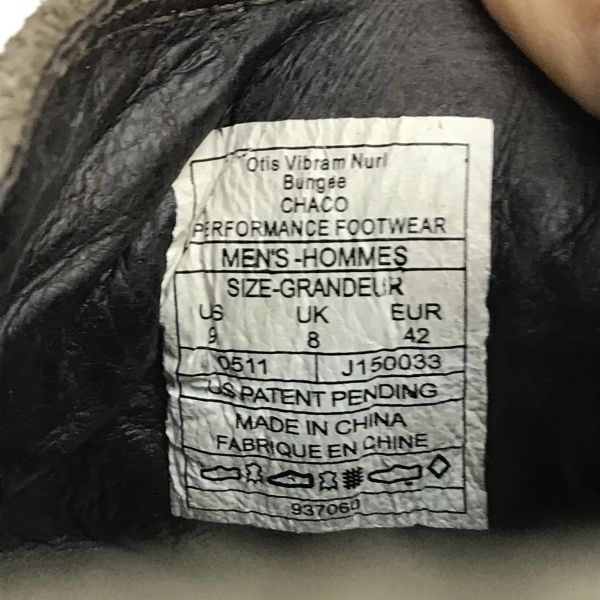 Otis Vibram Nurl
Bungee
CHACO
PERFORMANCE FOOTWEAR
MEN'S-HOMMES
SIZE-GRANDEUR
US UK EUR
9 8 42
0511 J150033
US PATENT PENDING
MADE IN CHINA
FABRIQUE EN CHINE
937060